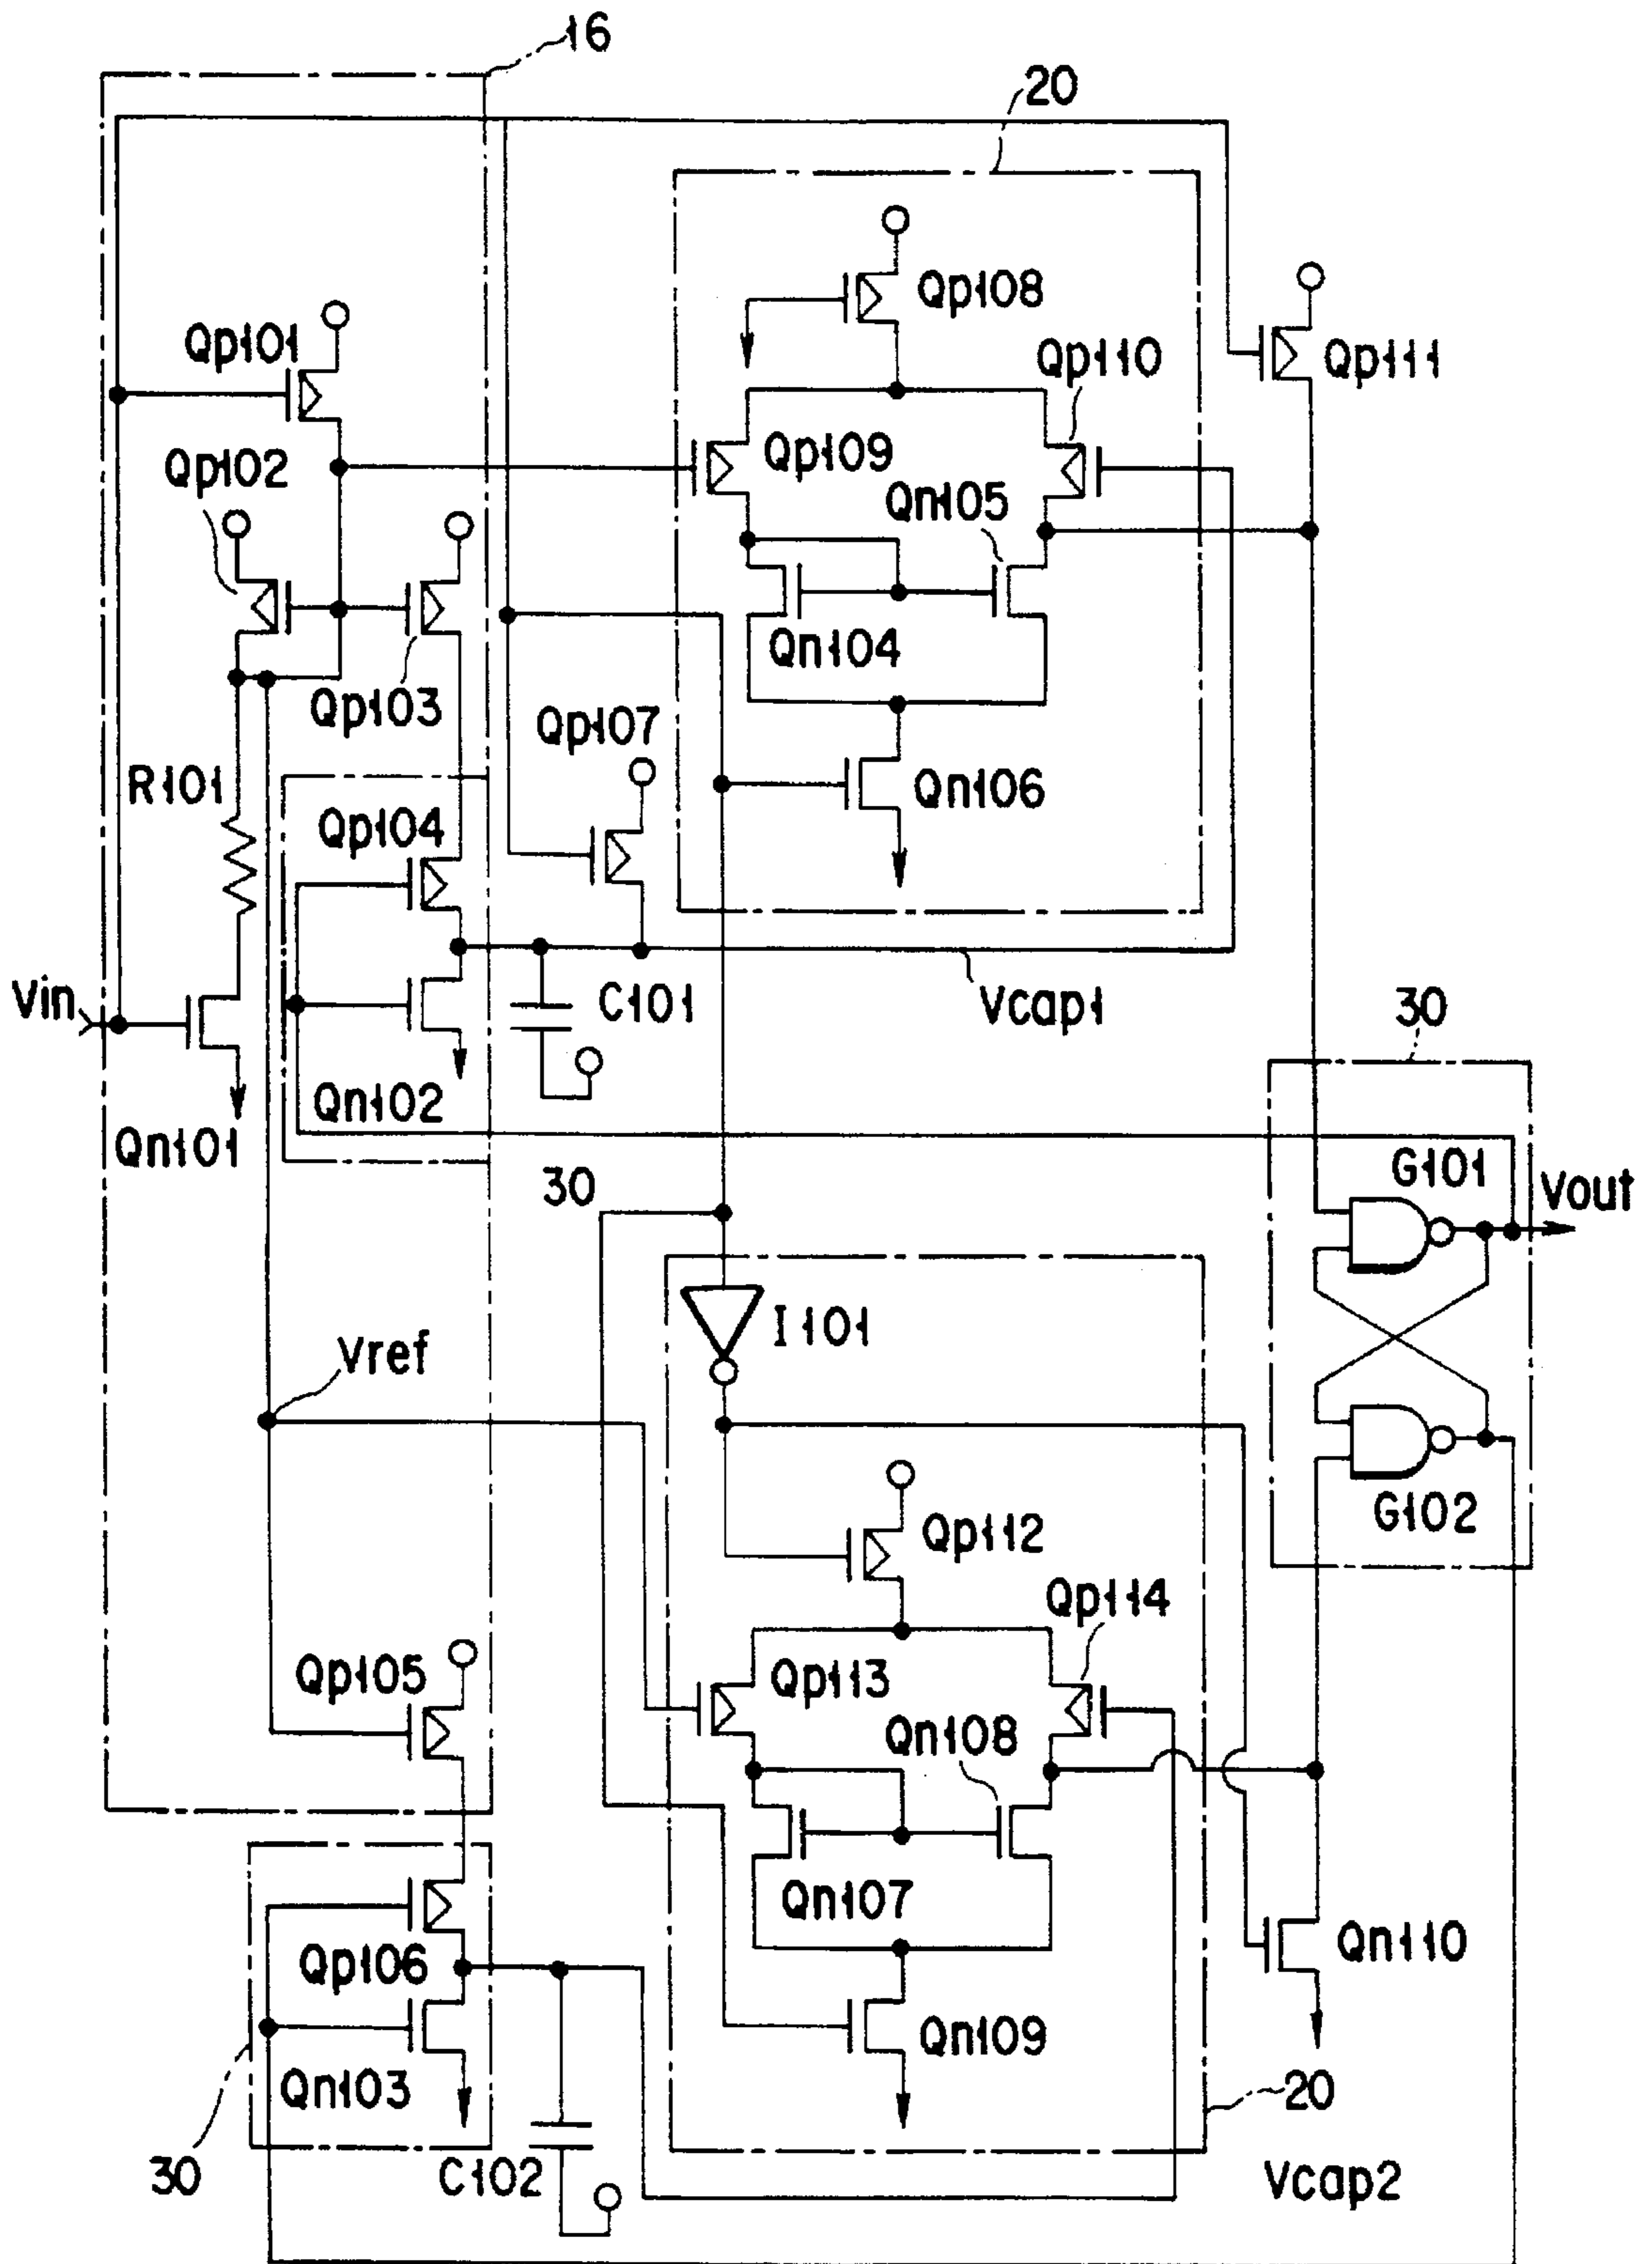 16
20
Qp108
Qp101
Qp110
Qp111
Qp102
Qp109
Qn105
Qn104
Qp103
Qp107
R101
Qn106
Qp104
Vin
C101
Vcap1
30
Qn102
Qn101
G101
30
Vout
I101
Vref
G102
Qp112
Qp114
Qp105
Qp113
Qn108
Qn107
Qp106
Qn110
Qn109
Qn103
20
30
C102
Vcap2